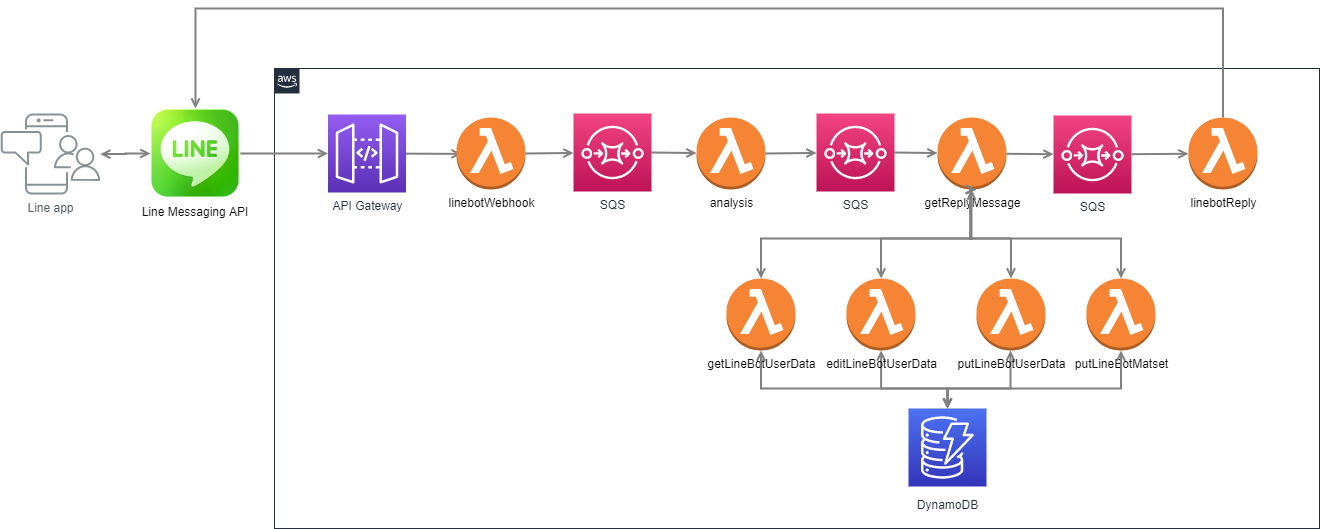 aws
LINE
</>
Line app
Line Messaging API
API Gateway
linebotWebhook
SQS
analysis
SQS
getReplyMessage
SQS
linebotReply
getLineBotUserData
editLineBotUserData
putLineBotUserData
putLineBotMatset
DynamoDB